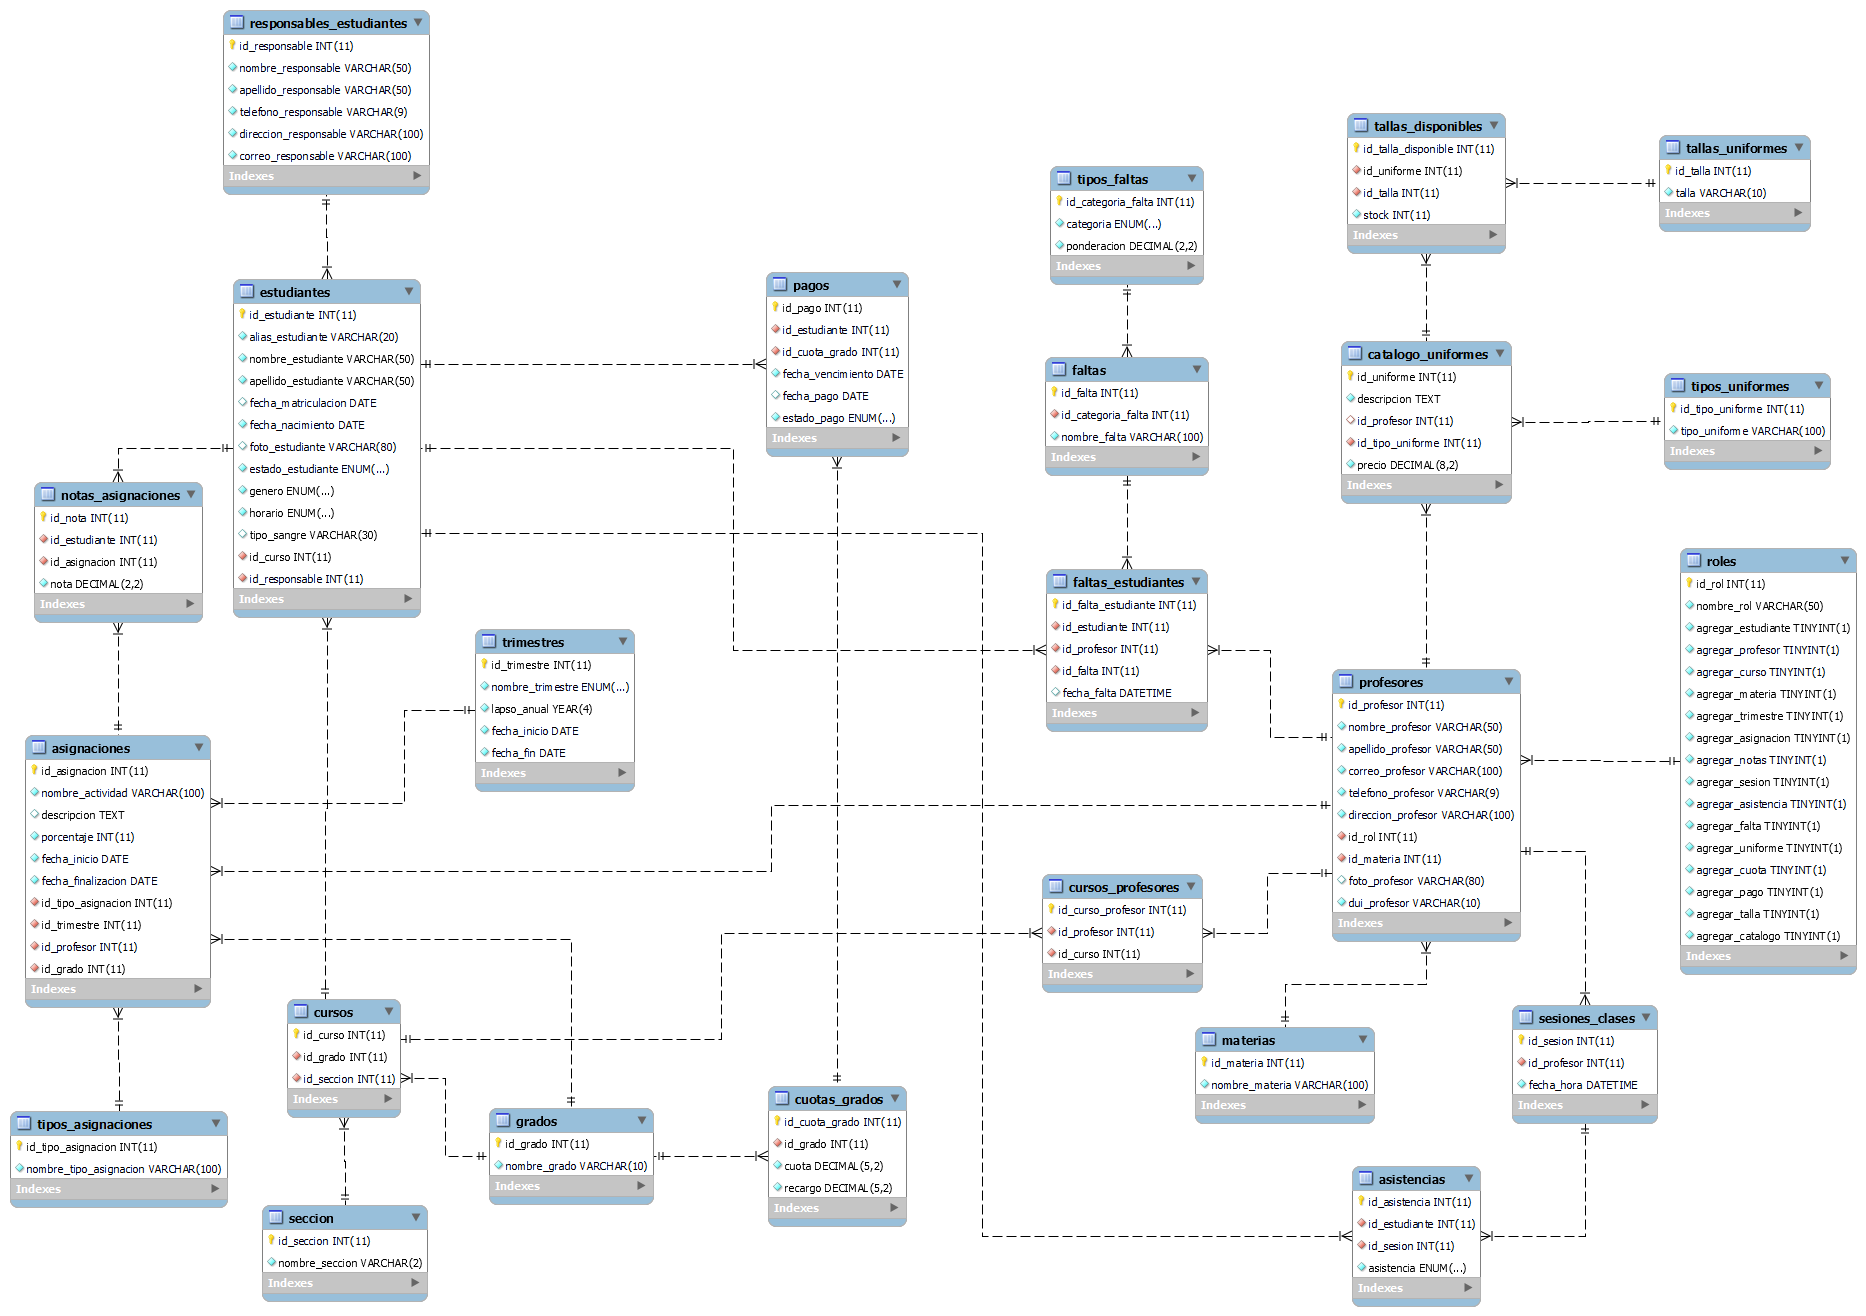 responsables_estudiantes
id_responsable INT(11)
nombre_responsable VARCHAR(50)
apellido_responsable VARCHAR(50)
telefono_responsable VARCHAR(9)
direccion_responsable VARCHAR(100)
correo_responsable VARCHAR(100)
Indexes
tallas_disponibles
id_talla_disponible INT(11)
id_uniforme INT(11)
id_talla INT(11)
stock INT(11)
Indexes
tallas_uniformes
id_talla INT(11)
talla VARCHAR(10)
Indexes
tipos_faltas
id_categoria_falta INT(11)
categoria ENUM(...)
ponderacion DECIMAL(2,2)
Indexes
estudiantes
id_estudiante INT(11)
alias_estudiante VARCHAR(20)
nombre_estudiante VARCHAR(50)
apellido_estudiante VARCHAR(50)
fecha_matriculacion DATE
fecha_nacimiento DATE
foto_estudiante VARCHAR(80)
estado_estudiante ENUM(...)
genero ENUM(...)
horario ENUM(...)
tipo_sangre VARCHAR(30)
id_curso INT(11)
id_responsable INT(11)
Indexes
pagos
id_pago INT(11)
id_estudiante INT(11)
id_cuota_grado INT(11)
fecha_vencimiento DATE
fecha_pago DATE
estado_pago ENUM(...)
Indexes
faltas
id_falta INT(11)
id_categoria_falta INT(11)
nombre_falta VARCHAR(100)
Indexes
catalogo_uniformes
id_uniforme INT(11)
descripcion TEXT
id_profesor INT(11)
id_tipo_uniforme INT(11)
precio DECIMAL(8,2)
Indexes
tipos_uniformes
id_tipo_uniforme INT(11)
tipo_uniforme VARCHAR(100)
Indexes
notas_asignaciones
id_nota INT(11)
id_estudiante INT(11)
id_asignacion INT(11)
nota DECIMAL(2,2)
Indexes
trimestres
id_trimestre INT(11)
nombre_trimestre ENUM(...)
lapso_anual YEAR(4)
fecha_inicio DATE
fecha_fin DATE
Indexes
faltas_estudiantes
id_falta_estudiante INT(11)
id_estudiante INT(11)
id_profesor INT(11)
id_falta INT(11)
fecha_falta DATETIME
Indexes
roles
id_rol INT(11)
nombre_rol VARCHAR(50)
agregar_estudiante TINYINT(1)
agregar_profesor TINYINT(1)
agregar_curso TINYINT(1)
agregar_materia TINYINT(1)
agregar_trimestre TINYINT(1)
agregar_asignacion TINYINT(1)
agregar_notas TINYINT(1)
agregar_sesion TINYINT(1)
agregar_asistencia TINYINT(1)
agregar_falta TINYINT(1)
agregar_uniforme TINYINT(1)
agregar_cuota TINYINT(1)
agregar_pago TINYINT(1)
agregar_talla TINYINT(1)
agregar_catalogo TINYINT(1)
Indexes
profesores
id_profesor INT(11)
nombre_profesor VARCHAR(50)
apellido_profesor VARCHAR(50)
correo_profesor VARCHAR(100)
telefono_profesor VARCHAR(9)
direccion_profesor VARCHAR(100)
id_rol INT(11)
id_materia INT(11)
foto_profesor VARCHAR(80)
dui_profesor VARCHAR(10)
Indexes
asignaciones
id_asignacion INT(11)
nombre_actividad VARCHAR(100)
descripcion TEXT
porcentaje INT(11)
fecha_inicio DATE
fecha_finalizacion DATE
id_tipo_asignacion INT(11)
id_trimestre INT(11)
id_profesor INT(11)
id_grado INT(11)
Indexes
cursos_profesores
id_curso_profesor INT(11)
id_profesor INT(11)
id_curso INT(11)
Indexes
cursos
id_curso INT(11)
id_grado INT(11)
id_seccion INT(11)
Indexes
materias
id_materia INT(11)
nombre_materia VARCHAR(100)
Indexes
sesiones_clases
id_sesion INT(11)
id_profesor INT(11)
fecha_hora DATETIME
Indexes
tipos_asignaciones
id_tipo_asignacion INT(11)
nombre_tipo_asignacion VARCHAR(100)
Indexes
grados
id_grado INT(11)
nombre_grado VARCHAR(10)
Indexes
cuotas_grados
id_cuota_grado INT(11)
id_grado INT(11)
cuota DECIMAL(5,2)
recargo DECIMAL(5,2)
Indexes
seccion
id_seccion INT(11)
nombre_seccion VARCHAR(2)
Indexes
asistencias
id_asistencia INT(11)
id_estudiante INT(11)
id_sesion INT(11)
asistencia ENUM(...)
Indexes